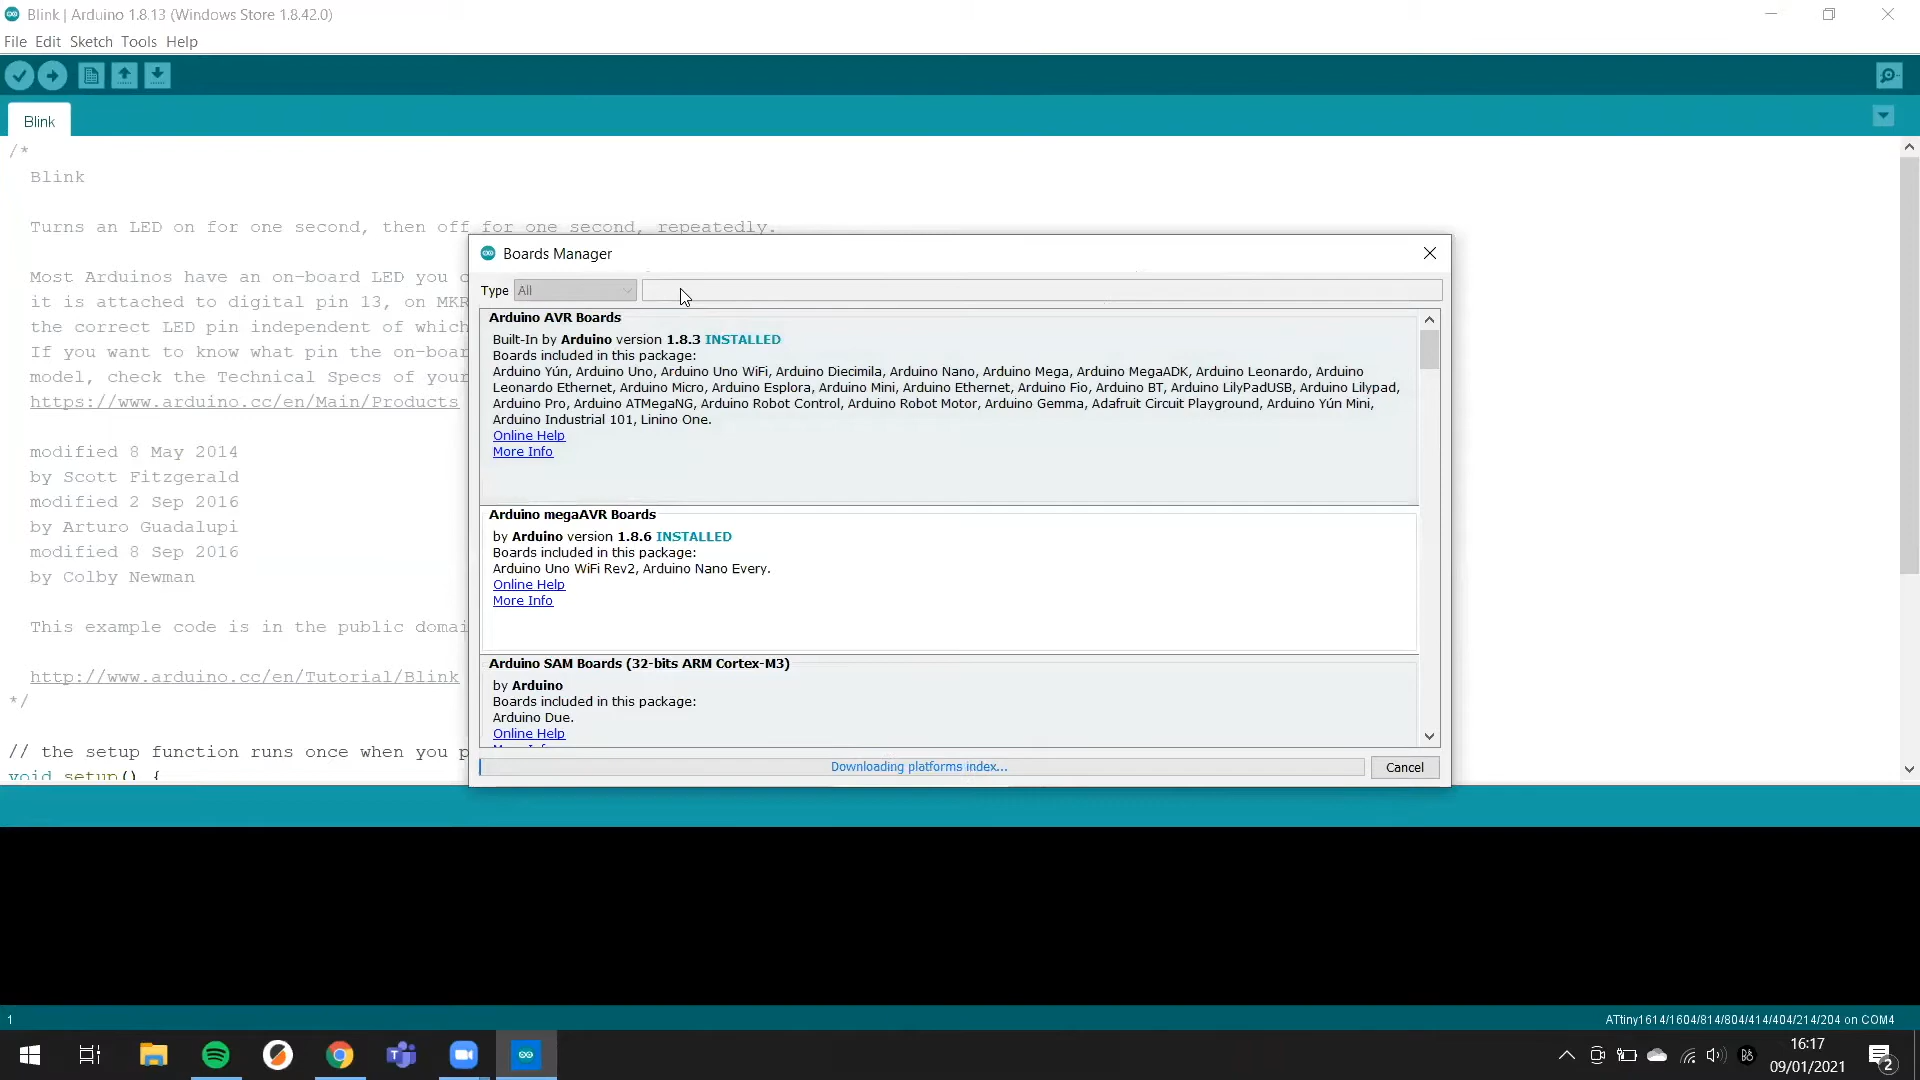 Blink | Arduino 1.8.13 (Windows Store 1.8.42.0)
File Edit Sketch Tools Help
Blink
/*
Blink
Turns an LED on for one second, then off for one second, repeatedly.
Most Arduinos have an on-board LED you c
it is attached to digital pin 13, on MKR
the correct LED pin independent of which
If you want to know what pin the on-boar
model, check the Technical Specs of your
https://www.arduino.cc/en/Main/Products
modified 8 May 2014
by Scott Fitzgerald
modified 2 Sep 2016
by Arturo Guadalupi
modified 8 Sep 2016
by Colby Newman
This example code is in the public domai
http://www.arduino.cc/en/Tutorial/Blink
*/
// the setup function runs once when you p
void setup() {
Boards Manager
Type All
Arduino AVR Boards
Built-In by Arduino version 1.8.3 INSTALLED
Boards included in this package:
Arduino Yún, Arduino Uno, Arduino Uno WiFi, Arduino Diecimila, Arduino Nano, Arduino Mega, Arduino MegaADK, Arduino Leonardo, Arduino
Leonardo Ethernet, Arduino Micro, Arduino Esplora, Arduino Mini, Arduino Ethernet, Arduino Fio, Arduino BT, Arduino LilyPadUSB, Arduino Lilypad,
Arduino Pro, Arduino ATMegaNG, Arduino Robot Control, Arduino Robot Motor, Arduino Gemma, Adafruit Circuit Playground, Arduino Yún Mini,
Arduino Industrial 101, Linino One.
Online Help
More Info
Arduino megaAVR Boards
by Arduino version 1.8.6 INSTALLED
Boards included in this package:
Arduino Uno WiFi Rev2, Arduino Nano Every.
Online Help
More Info
Arduino SAM Boards (32-bits ARM Cortex-M3)
by Arduino
Boards included in this package:
Arduino Due.
Online Help
More Info
Downloading platforms index...
Cancel
1
ATtiny1614/1604/814/804/414/404/214/204 on COM4
16:17
09/01/2021
2